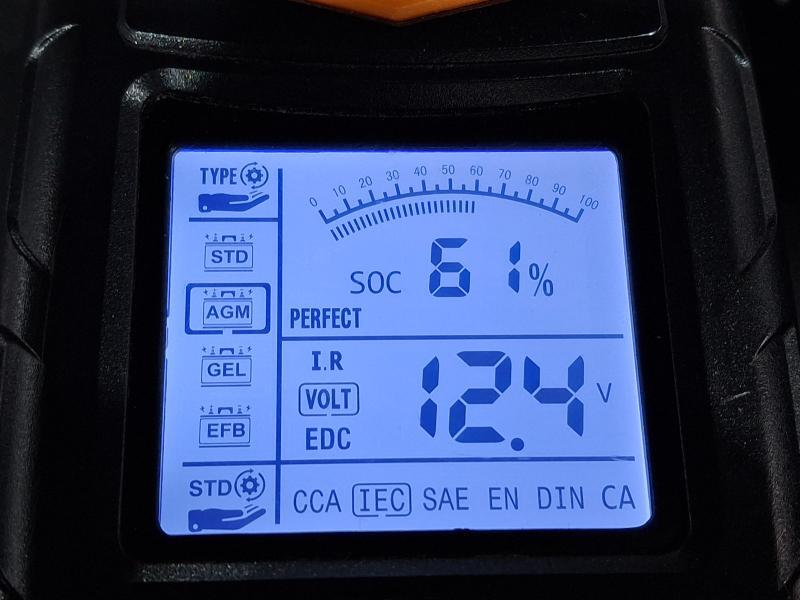 TYPE
STD
AGM
GEL
EFB
STD
0 10 20 30 40 50 60 70 80 90 100
SOC 61%
PERFECT
I.R
VOLT
EDC
12.4 V
CCA IEC SAE EN DIN CA